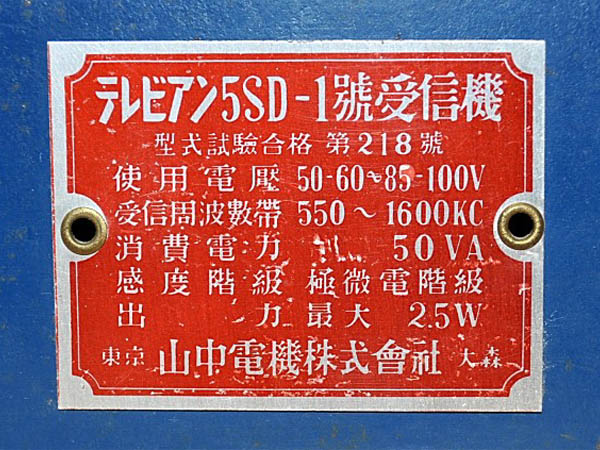 テレビアン5SD-1號受信機
型式試驗合格 第218號
使用電壓 50-60~85-100V
受信周波數帶 550~1600KC
消費電力 50VA
感度階級 極微電階級
出力 最大 2.5W
東京 山中電機株式會社 大森